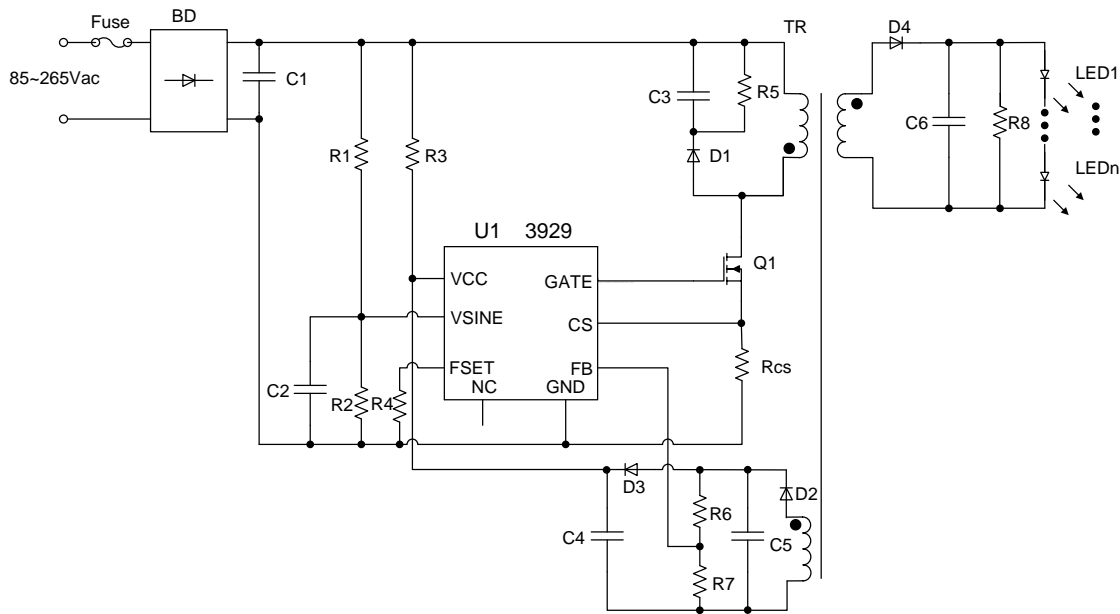 Fuse
BD
TR
D4
85~265Vac
C1
C3
R5
LED1
C6
R8
R1
R3
D1
LEDn
U1 3929
VCC
GATE
Q1
VSINE
CS
FSET
FB
Rcs
C2
R2
R4
NC
GND
D3
D2
R6
C4
C5
R7